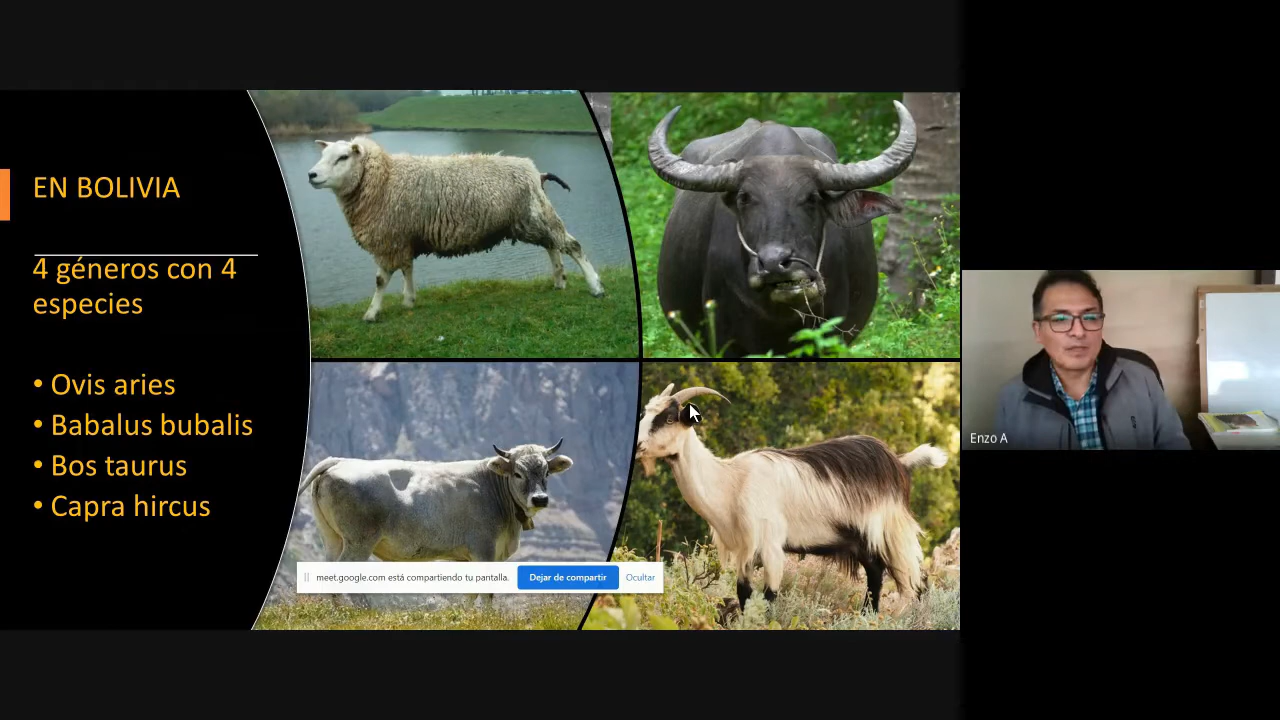 EN BOLIVIA
4 géneros con 4
especies
• Ovis aries
• Babalus bubalis
• Bos taurus
• Capra hircus
meet.google.com está compartiendo tu pantalla. Dejar de compartir Ocultar
Enzo A